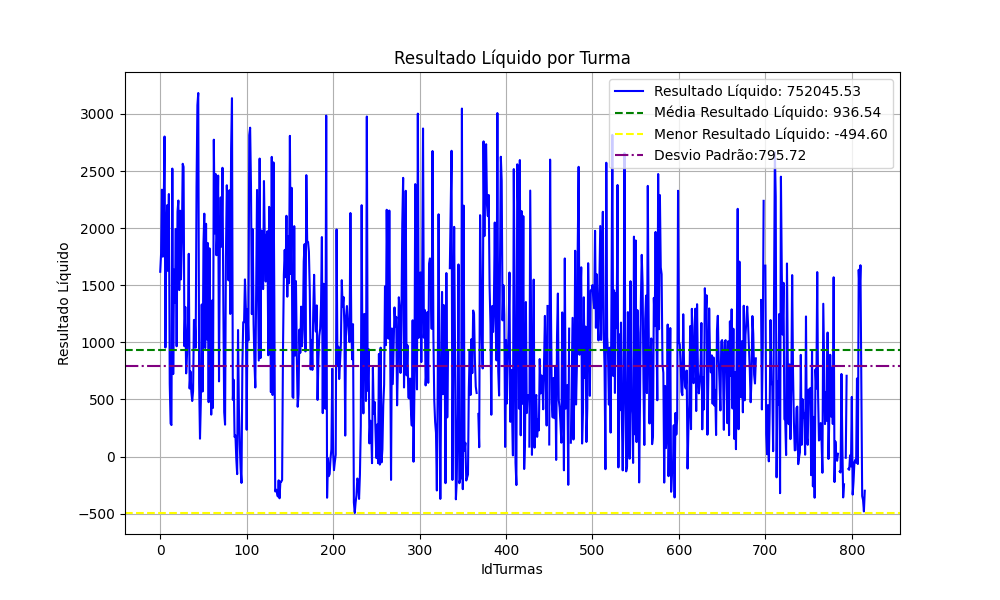 Resultado Líquido por Turma
Resultado Líquido: 752045.53
Média Resultado Líquido: 936.54
Menor Resultado Líquido: -494.60
Desvio Padrão:795.72
Resultado Líquido
3000
2500
2000
1500
1000
500
0
−500
0 100 200 300 400 500 600 700 800
IdTurmas